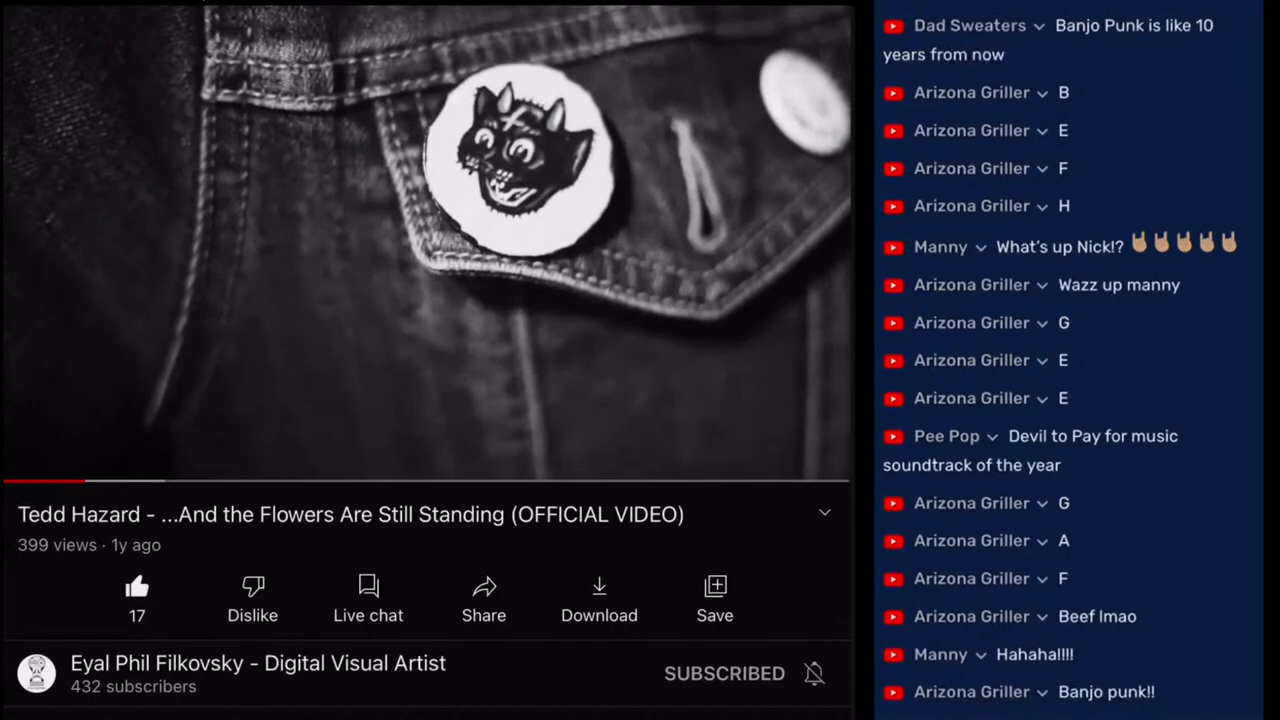 Tedd Hazard - ...And the Flowers Are Still Standing (OFFICIAL VIDEO)
399 views · 1y ago
17
Dislike
Live chat
Share
Download
Save
Eyal Phil Filkovsky - Digital Visual Artist
432 subscribers
SUBSCRIBED
Dad Sweaters Banjo Punk is like 10
years from now
Arizona Griller B
Arizona Griller E
Arizona Griller F
Arizona Griller H
Manny What's up Nick!? 🤘🏽🤘🏽🤘🏽🤘🏽🤘🏽
Arizona Griller Wazz up manny
Arizona Griller G
Arizona Griller E
Arizona Griller E
Pee Pop Devil to Pay for music
soundtrack of the year
Arizona Griller G
Arizona Griller A
Arizona Griller F
Arizona Griller Beef lmao
Manny Hahaha!!!!
Arizona Griller Banjo punk!!